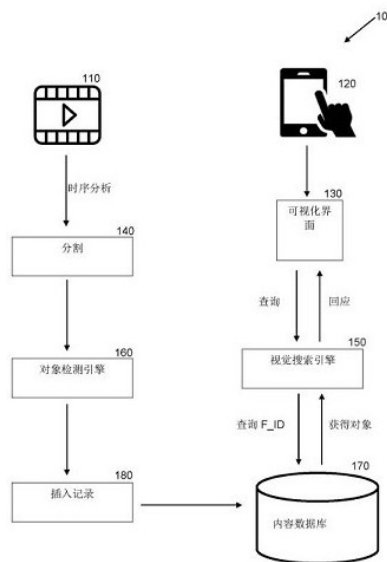 10
110
120
时序分析
130
可视化界
面
140
分割
查询
回应
150
视觉搜索引擎
160
对象检测引擎
查询 F_ID
获得对象
170
180
插入记录
内容数据库